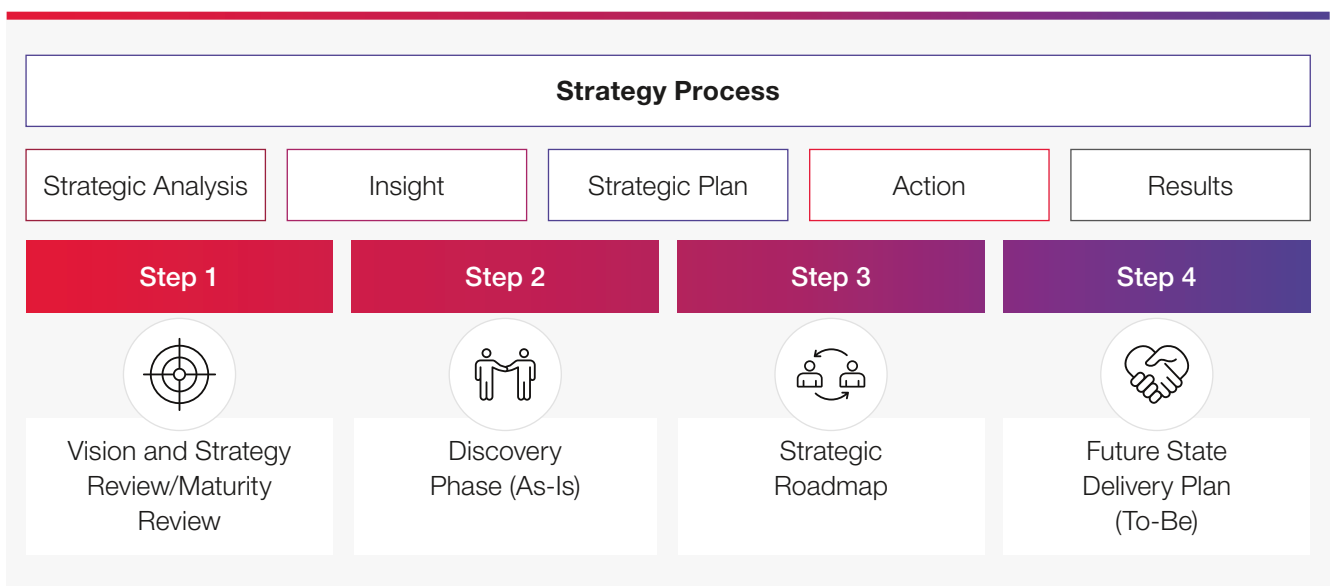 Strategy Process
Strategic Analysis
Insight
Strategic Plan
Action
Results
Step 1
Step 2
Step 3
Step 4
Vision and Strategy
Review/Maturity
Review
Discovery
Phase (As-Is)
Strategic
Roadmap
Future State
Delivery Plan
(To-Be)